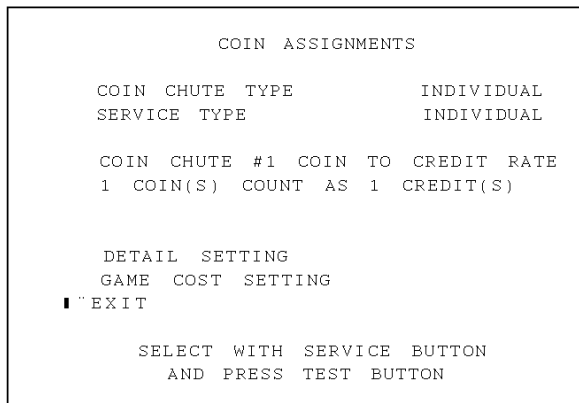 COIN ASSIGNMENTS
COIN CHUTE TYPE INDIVIDUAL
SERVICE TYPE INDIVIDUAL
COIN CHUTE #1 COIN TO CREDIT RATE
1 COIN(S) COUNT AS 1 CREDIT(S)
DETAIL SETTING
GAME COST SETTING
▮¨EXIT
SELECT WITH SERVICE BUTTON
AND PRESS TEST BUTTON